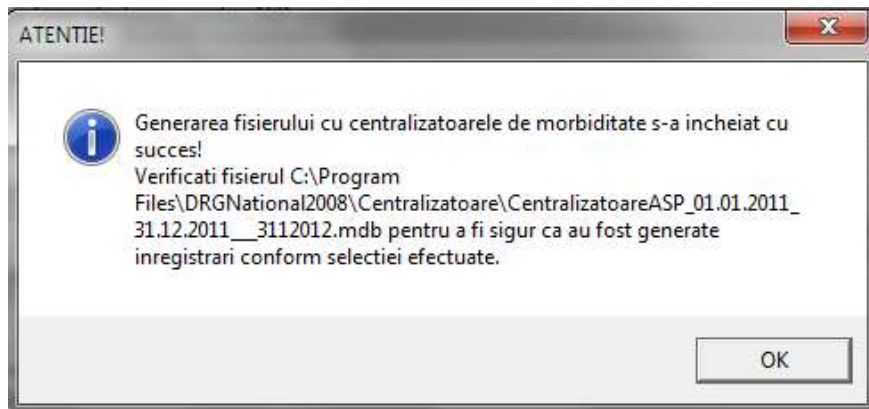 ATENTIE!
Generarea fisierului cu centralizatoarele de morbiditate s-a incheiat cu
succes!
Verificati fisierul C:\Program
Files\DRGNational2008\Centralizatoare\CentralizatoareASP_01.01.2011_
31.12.2011__3112012.mdb pentru a fi sigur ca au fost generate
inregistrari conform selectiei efectuate.
OK